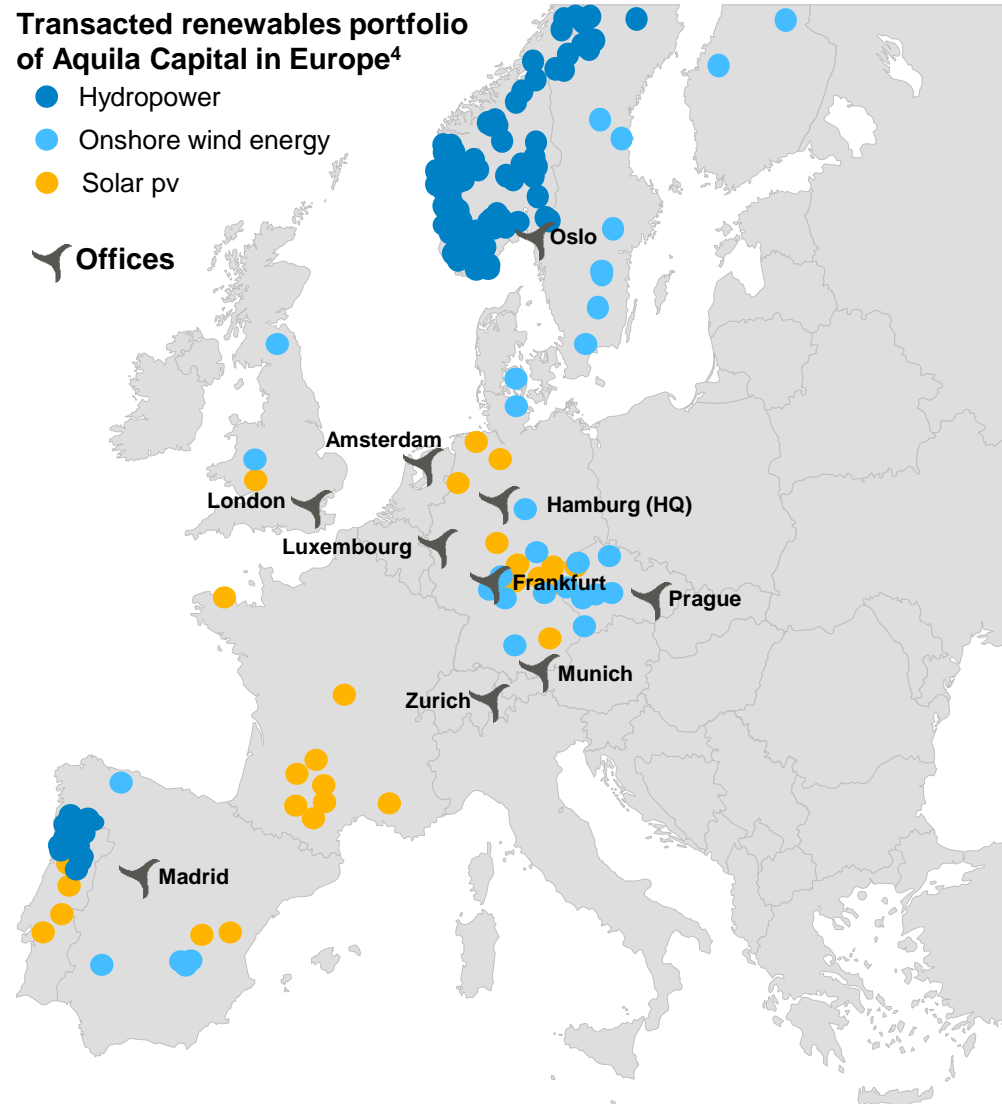 Transacted renewables portfolio
of Aquila Capital in Europe⁴
Hydropower
Onshore wind energy
Solar pv
Offices
Oslo
Amsterdam
London
Hamburg (HQ)
Luxembourg
Frankfurt
Prague
Munich
Zurich
Madrid